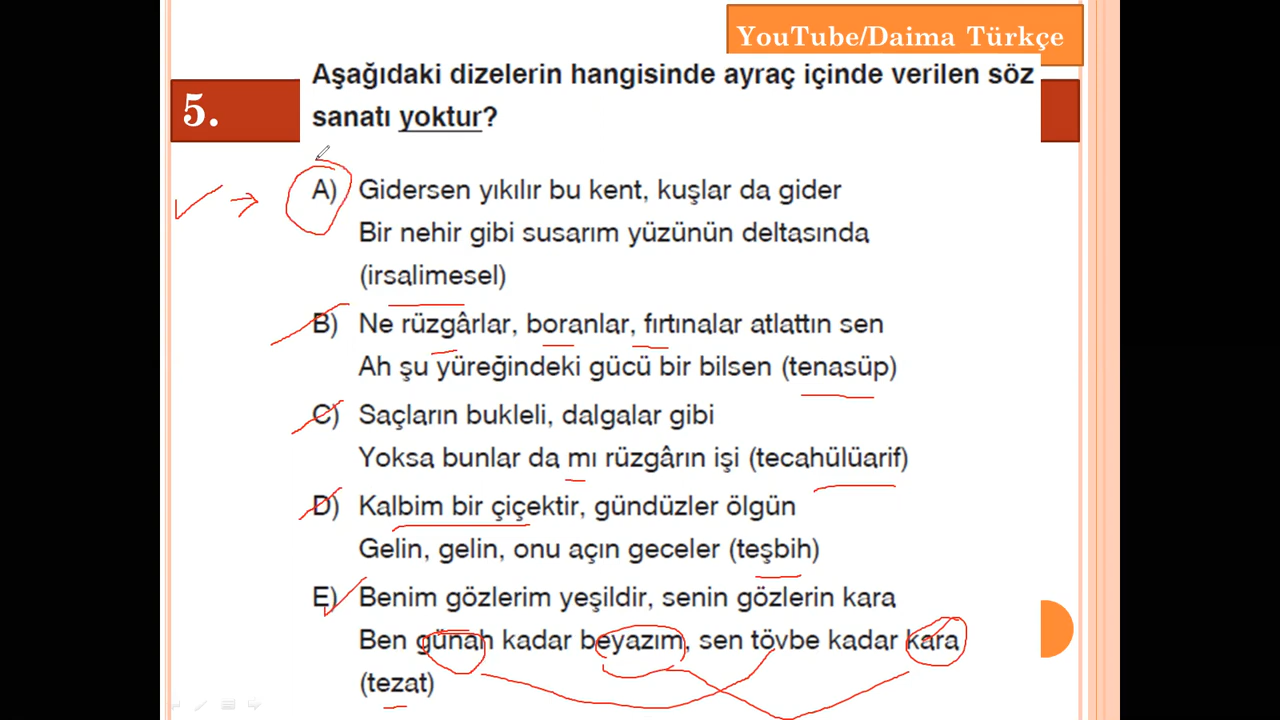 YouTube/Daima Türkçe
5.
Aşağıdaki dizelerin hangisinde ayraç içinde verilen söz
sanatı yoktur?
A) Gidersen yıkılır bu kent, kuşlar da gider
Bir nehir gibi susarım yüzünün deltasında
(irsalimesel)
B) Ne rüzgârlar, boranlar, fırtınalar atlattın sen
Ah şu yüreğindeki gücü bir bilsen (tenasüp)
C) Saçların bukleli, dalgalar gibi
Yoksa bunlar da mı rüzgârın işi (tecahülüarif)
D) Kalbim bir çiçektir, gündüzler ölgün
Gelin, gelin, onu açın geceler (teşbih)
E) Benim gözlerim yeşildir, senin gözlerin kara
Ben günah kadar beyazım, sen tövbe kadar kara
(tezat)